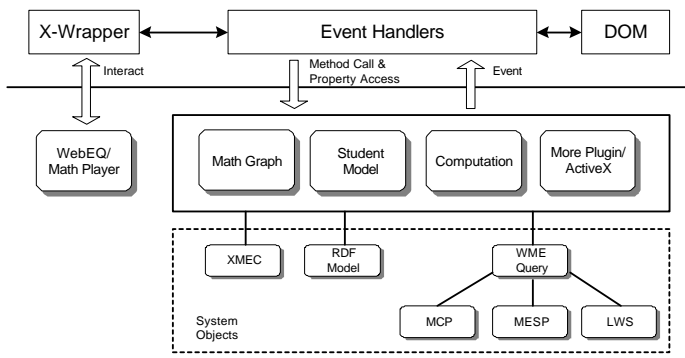 X-Wrapper
Event Handlers
DOM
Interact
Method Call &
Property Access
Event
WebEQ/
Math Player
Math Graph
Student
Model
Computation
More Plugin/
ActiveX
XMEC
RDF
Model
WME
Query
System
Objects
MCP
MESP
LWS